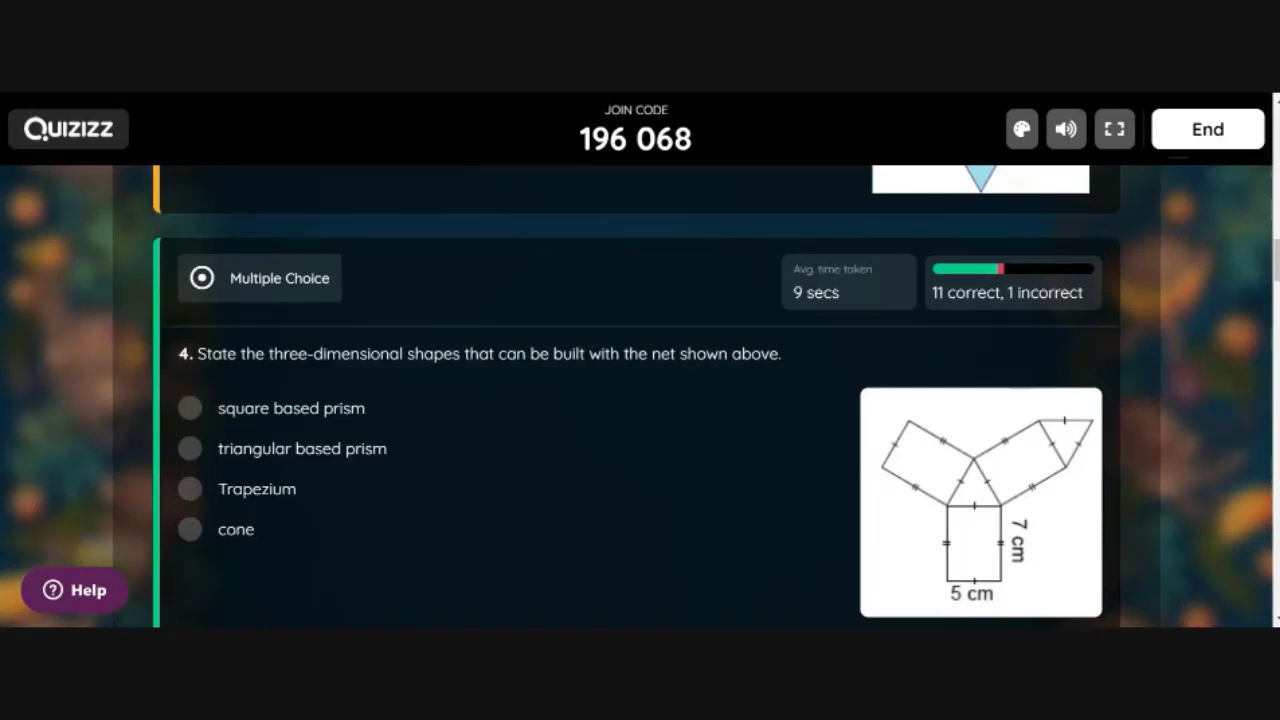 QUIZIZZ
JOIN CODE
196 068
End
Multiple Choice
Avg. time taken
9 secs
11 correct, 1 incorrect
4. State the three-dimensional shapes that can be built with the net shown above.
square based prism
triangular based prism
Trapezium
cone
7 cm
5 cm
Help